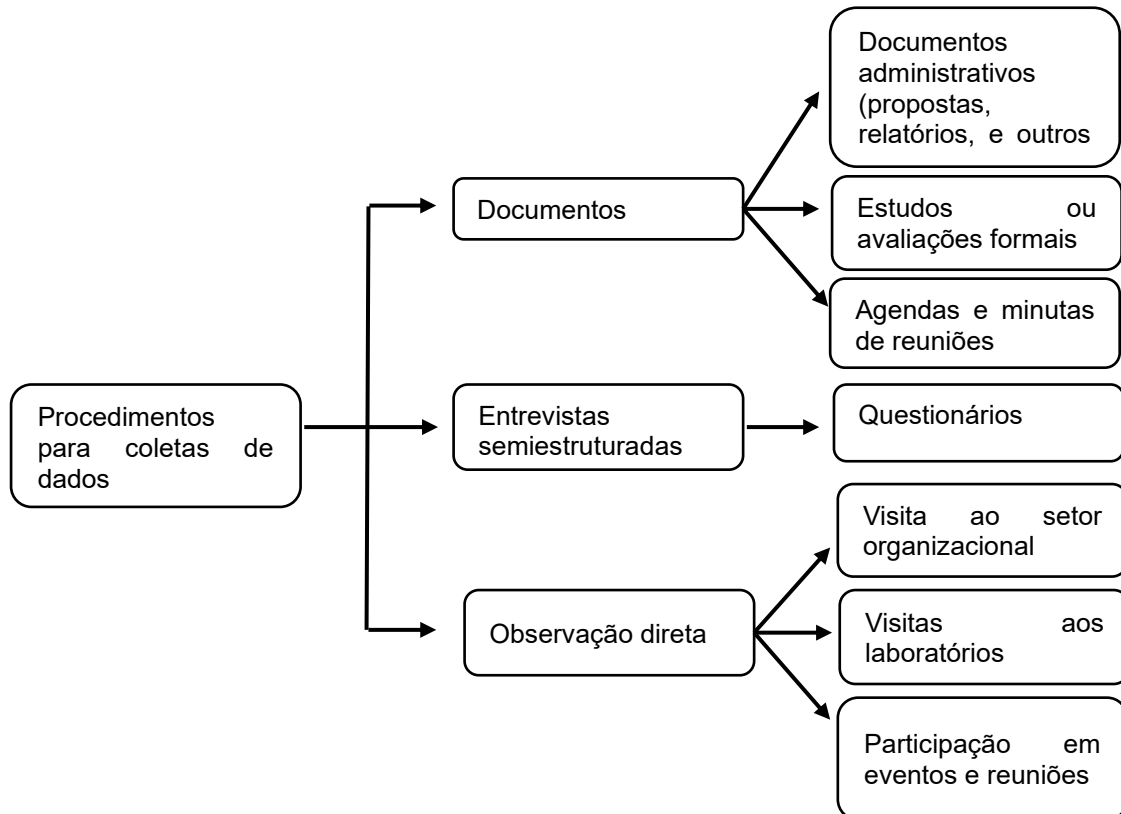 Procedimentos
para coletas de
dados
Documentos
Documentos
administrativos
(propostas,
relatórios, e outros
Estudos ou
avaliações formais
Agendas e minutas
de reuniões
Entrevistas
semiestruturadas
Questionários
Observação direta
Visita ao setor
organizacional
Visitas aos
laboratórios
Participação em
eventos e reuniões